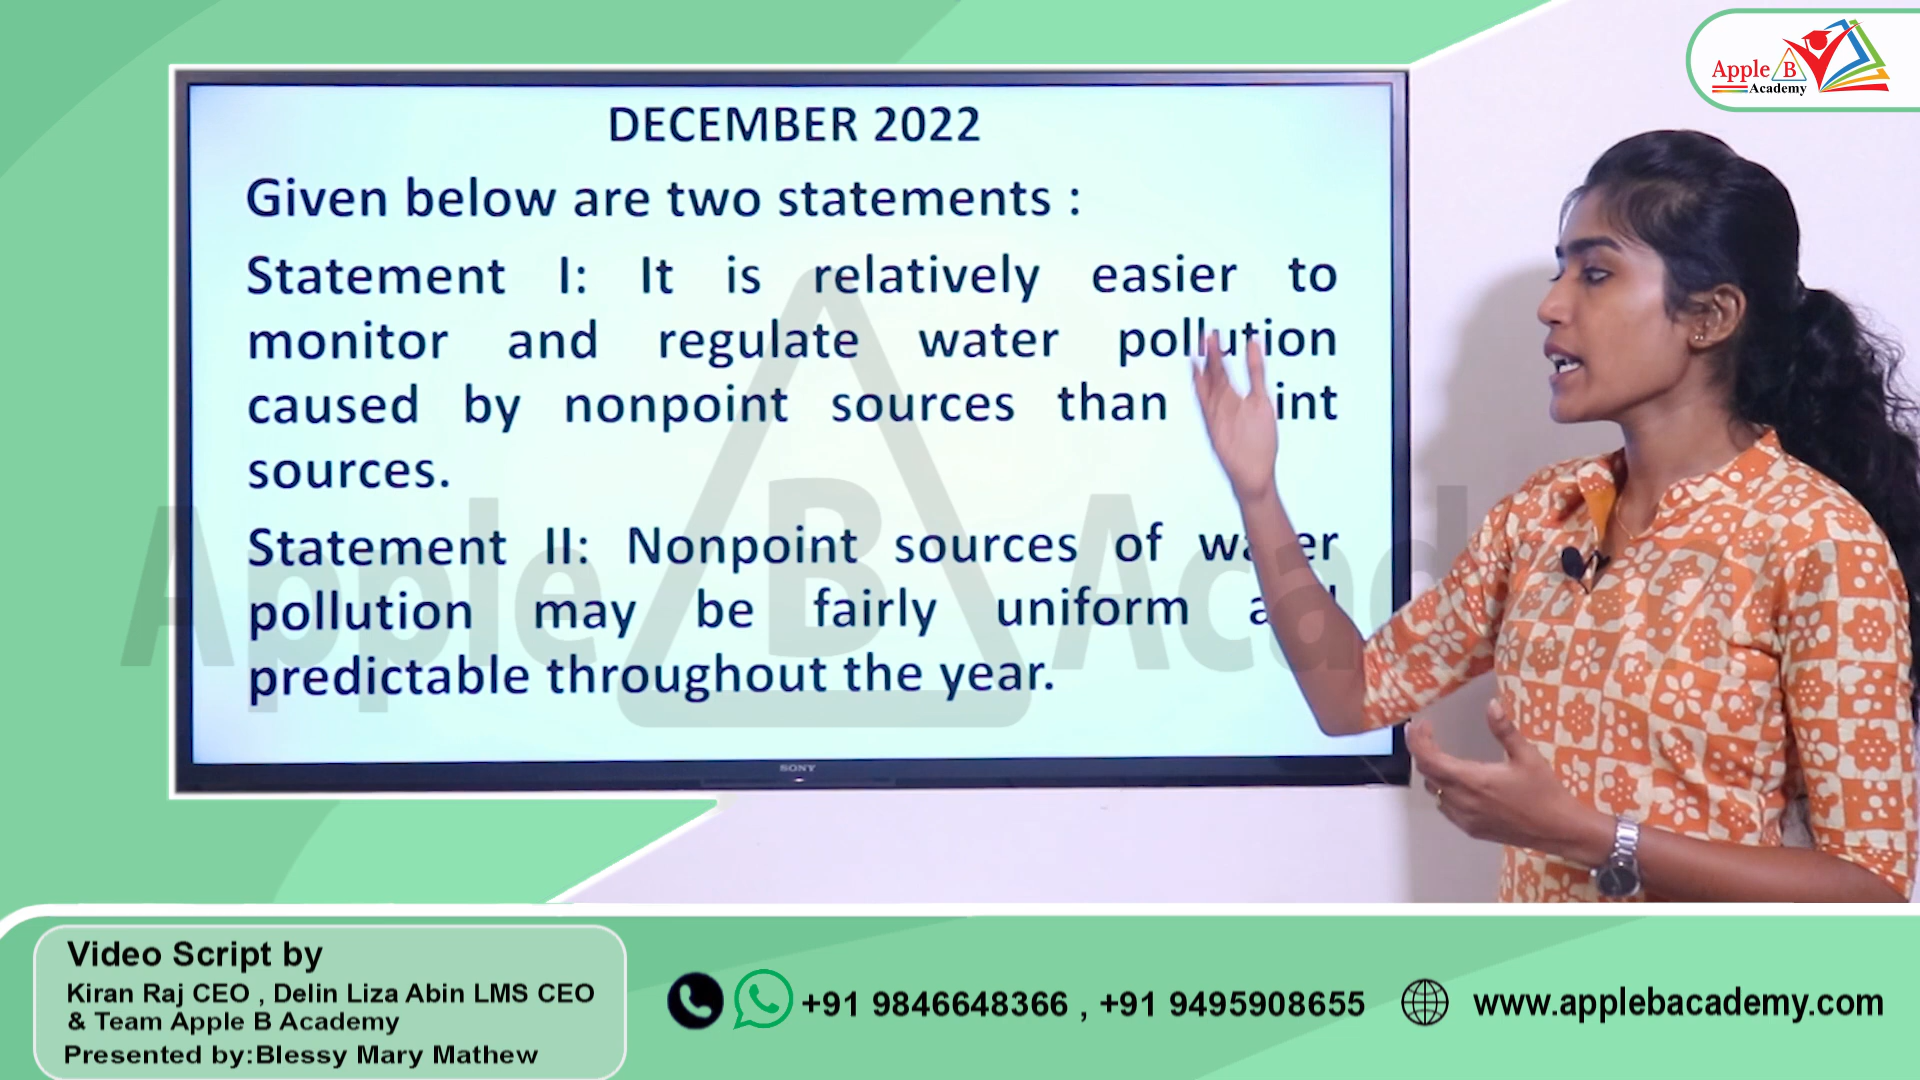 Apple B
Academy
DECEMBER 2022
Given below are two statements :
Statement I: It is relatively easier to
monitor and regulate water pollution
caused by nonpoint sources than int
sources.
Statement II: Nonpoint sources of
pollution may be fairly uniform
predictable throughout the year.
Apple B Academy
SONY
Video Script by
Kiran Raj CEO , Delin Liza Abin LMS CEO
& Team Apple B Academy
Presented by:Blessy Mary Mathew
+91 9846648366 , +91 9495908655
www.applebacademy.com